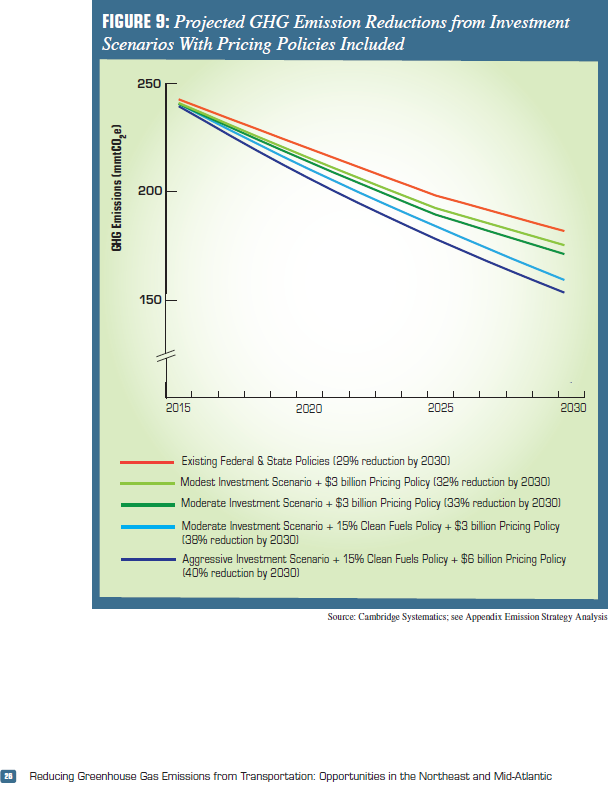 FIGURE 9: Projected GHG Emission Reductions from Investment
Scenarios With Pricing Policies Included
GHG Emissions (mmtCO2e)
250
200
150
2015
2020
2025
2030
Existing Federal & State Policies (29% reduction by 2030)
Modest Investment Scenario + $3 billion Pricing Policy (32% reduction by 2030)
Moderate Investment Scenario + $3 billion Pricing Policy (33% reduction by 2030)
Moderate Investment Scenario + 15% Clean Fuels Policy + $3 billion Pricing Policy
(38% reduction by 2030)
Aggressive Investment Scenario + 15% Clean Fuels Policy + $6 billion Pricing Policy
(40% reduction by 2030)
Source: Cambridge Systematics; see Appendix Emission Strategy Analysis
Reducing Greenhouse Gas Emissions from Transportation: Opportunities in the Northeast and Mid-Atlantic